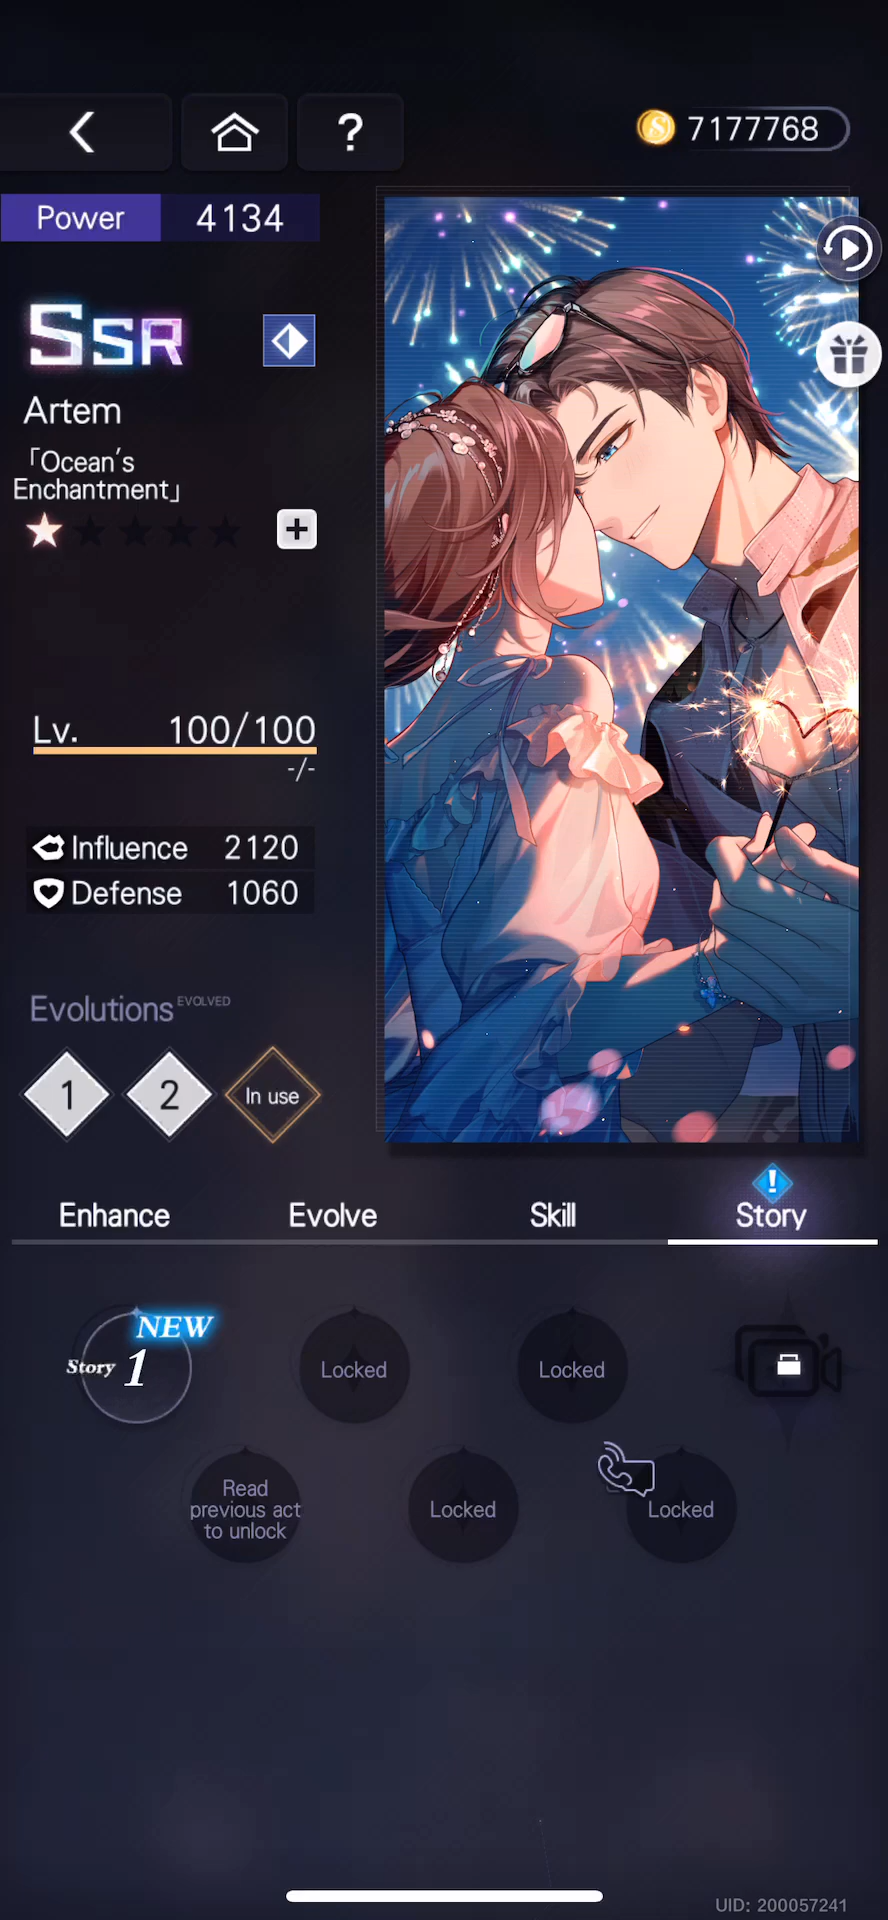 ?
7177768
Power 4134
SSR
Artem
「Ocean's
Enchantment」
Lv. 100/100
-/-
Influence 2120
Defense 1060
Evolutions EVOLVED
1 2 In use
Enhance Evolve Skill Story
NEW
Story 1
Locked
Locked
Read
previous act
to unlock
Locked
Locked
UID: 200057241